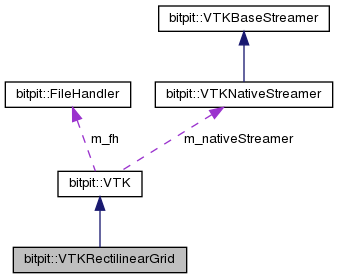 bitpit::VTKBaseStreamer
bitpit::FileHandler
bitpit::VTKNativeStreamer
m_fh
m_nativeStreamer
bitpit::VTK
bitpit::VTKRectilinearGrid